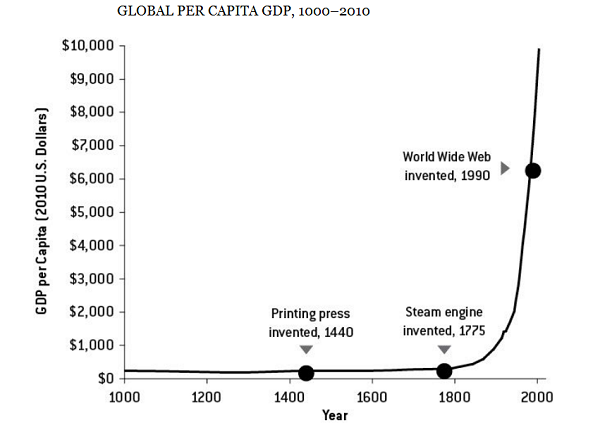 GLOBAL PER CAPITA GDP, 1000–2010
$10,000
$9,000
$8,000
$7,000
$6,000
$5,000
$4,000
$3,000
$2,000
$1,000
$0
GDP per Capita (2010 U.S. Dollars)
World Wide Web
invented, 1990
Printing press
invented, 1440
Steam engine
invented, 1775
1000 1200 1400 1600 1800 2000
Year